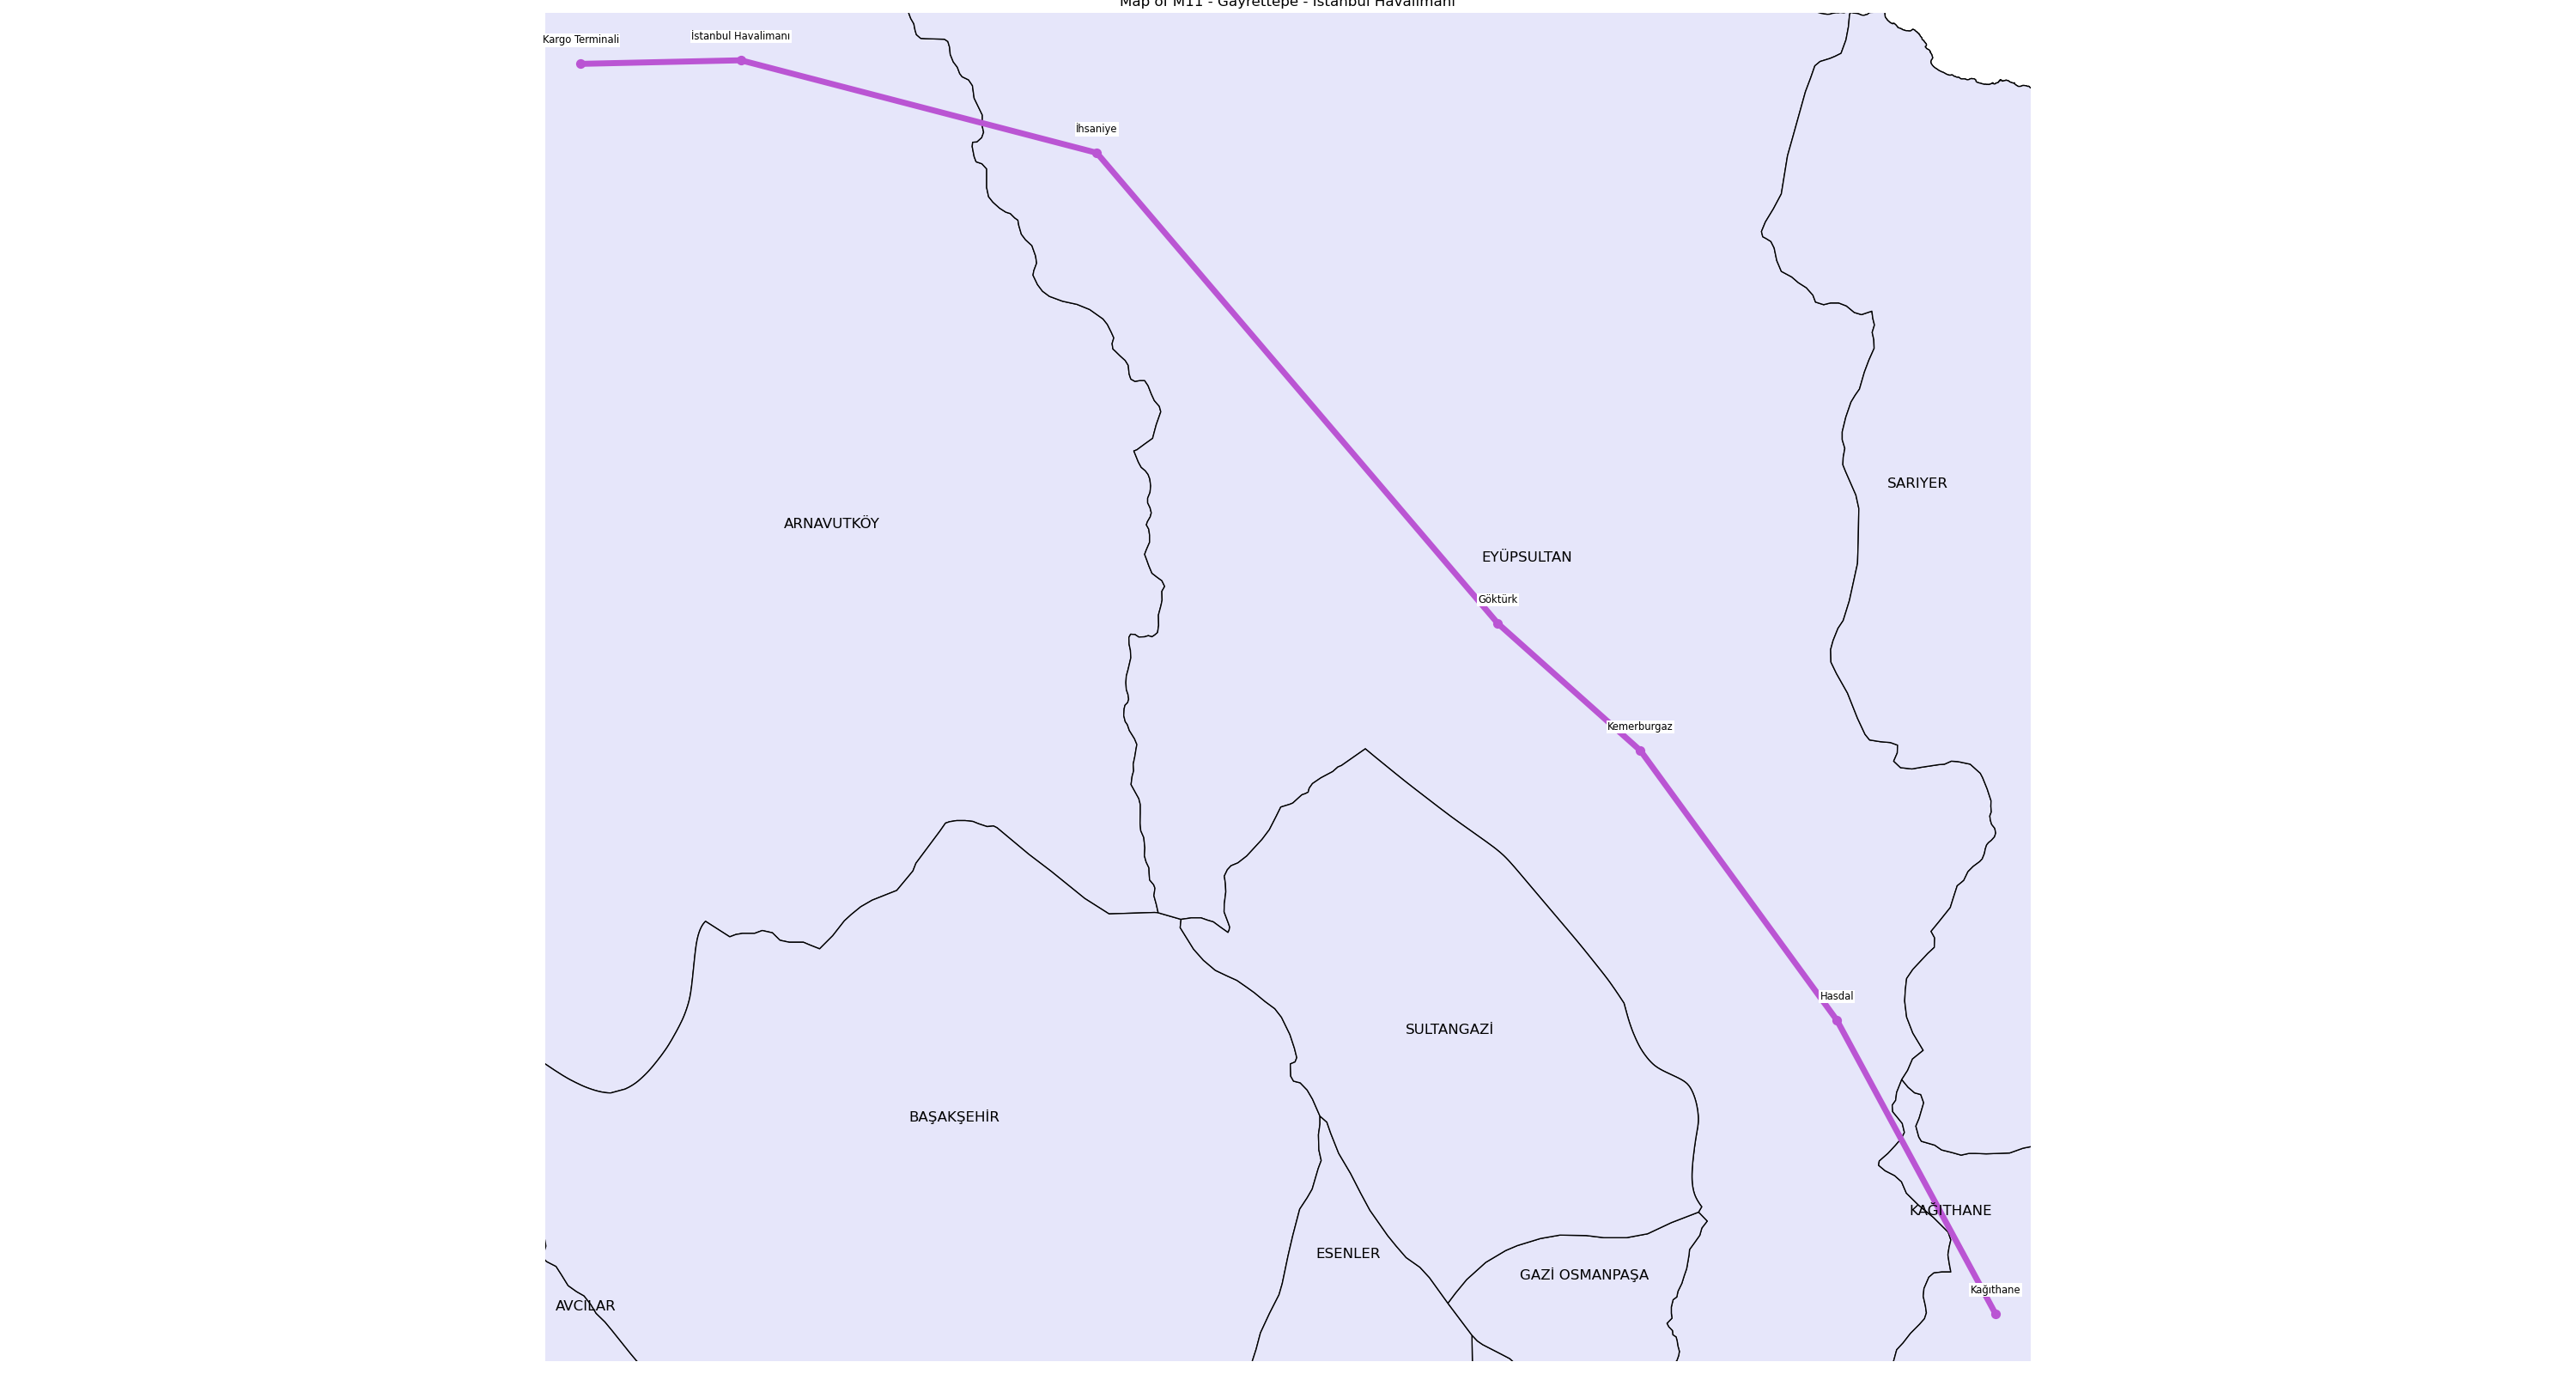 Map of M11 - Gayrettepe - İstanbul Havalimanı
Kargo Terminali
İstanbul Havalimanı
İhsaniye
SARIYER
ARNAVUTKÖY
EYÜPSULTAN
Göktürk
Kemerburgaz
Hasdal
SULTANGAZİ
BAŞAKŞEHİR
KAĞITHANE
ESENLER
GAZİ OSMANPAŞA
Kağıthane
AVCILAR